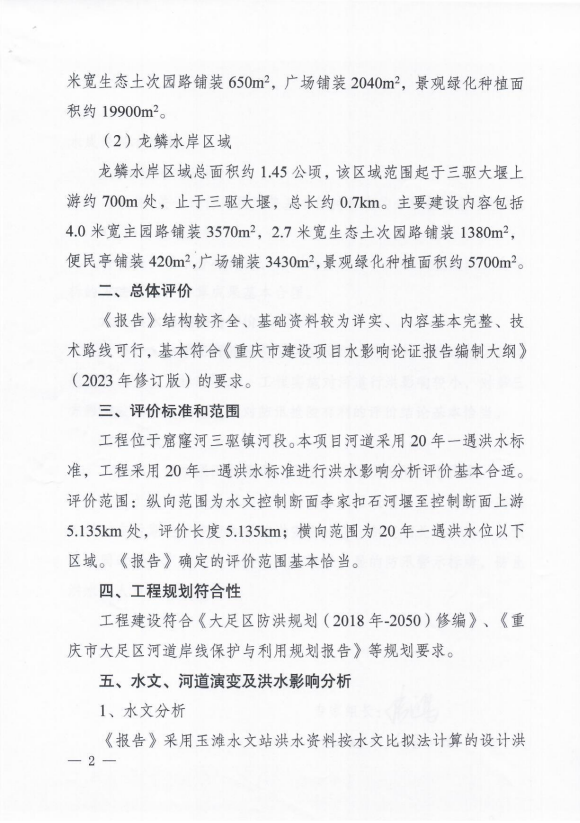 米宽生态土次园路铺装 650m²，广场铺装 2040m²，景观绿化种植面
积约 19900m²。
（2）龙鳞水岸区域
龙鳞水岸区域总面积约 1.45 公顷，该区域范围起于三驱大堰上
游约 700m 处，止于三驱大堰，总长约 0.7km。主要建设内容包括
4.0 米宽主园路铺装 3570m²，2.7 米宽生态土次园路铺装 1380m²，
便民亭铺装 420m²，广场铺装 3430m²，景观绿化种植面积约 5700m²。
二、总体评价
《报告》结构较齐全、基础资料较为详实、内容基本完整、技
术路线可行，基本符合《重庆市建设项目水影响论证报告编制大纲》
（2023 年修订版）的要求。
三、评价标准和范围
工程位于窟窿河三驱镇河段。本项目河道采用 20 年一遇洪水标
准，工程采用 20 年一遇洪水标准进行洪水影响分析评价基本合适。
评价范围：纵向范围为水文控制断面李家扣石河堰至控制断面上游
5.135km 处，评价长度 5.135km；横向范围为 20 年一遇洪水位以下
区域。《报告》确定的评价范围基本恰当。
四、工程规划符合性
工程建设符合《大足区防洪规划（2018 年-2050）修编》、《重
庆市大足区河道岸线保护与利用规划报告》等规划要求。
五、水文、河道演变及洪水影响分析
1、水文分析
《报告》采用玉滩水文站洪水资料按水文比拟法计算的设计洪
— 2 —